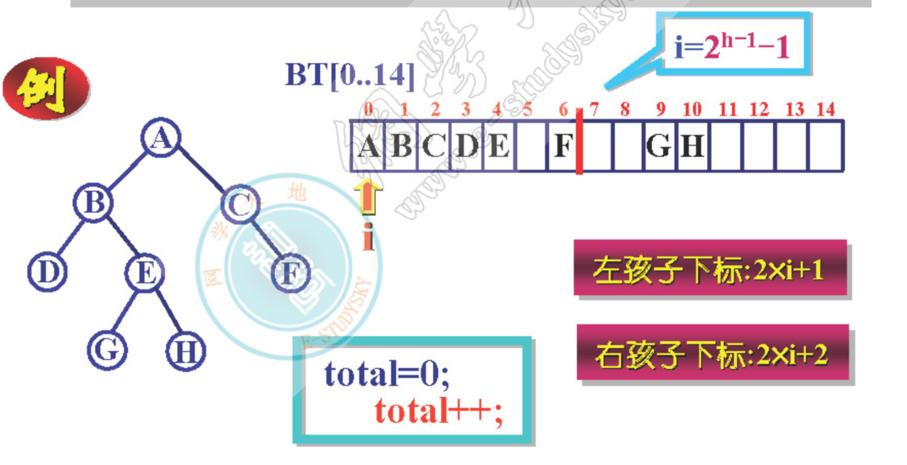 i=2^{h-1}-1
BT[0..14]
例
0 1 2 3 4 5 6 7 8 9 10 11 12 13 14
A B C D E F G H
i
A
B C
D E F
G H
左孩子下标:2×i+1
右孩子下标:2×i+2
total=0;
total++;